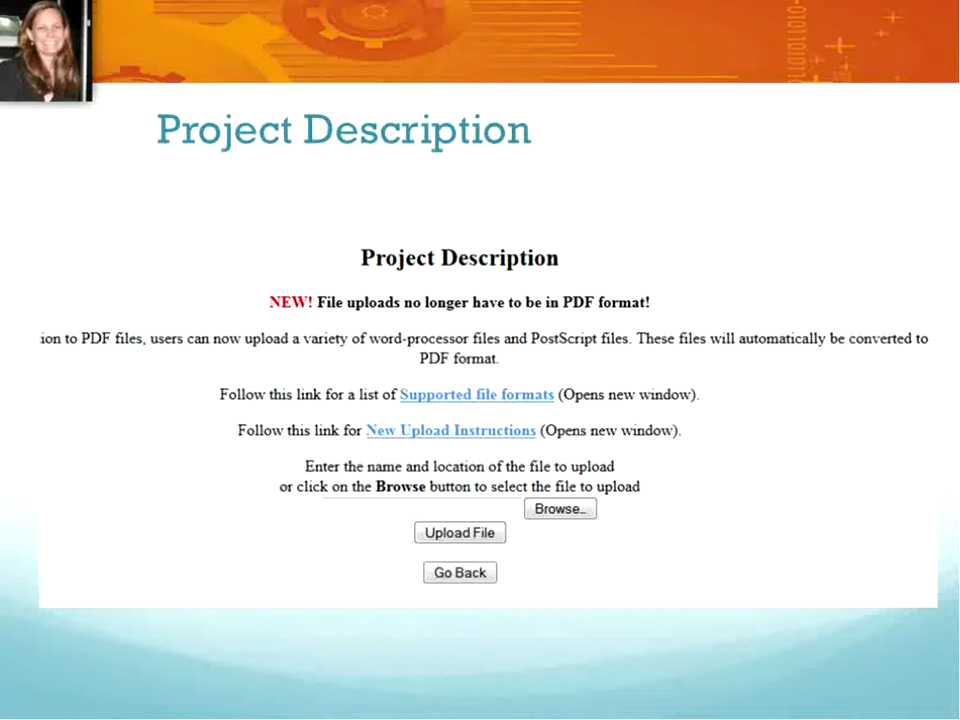 01011011010-
Project Description
Project Description
NEW! File uploads no longer have to be in PDF format!
ion to PDF files, users can now upload a variety of word-processor files and PostScript files. These files will automatically be converted to
PDF format.
Follow this link for a list of Supported file formats (Opens new window).
Follow this link for New Upload Instructions (Opens new window).
Enter the name and location of the file to upload
or click on the Browse button to select the file to upload
Browse...
Upload File
Go Back